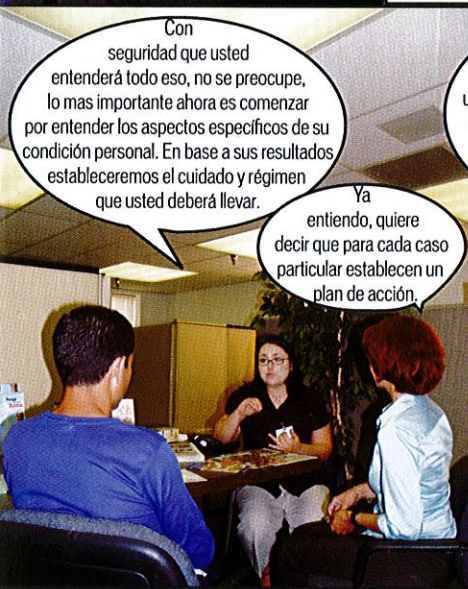 Con
seguridad que usted
entenderá todo eso, no se preocupe,
lo mas importante ahora es comenzar
por entender los aspectos específicos de su
condición personal. En base a sus resultados
estableceremos el cuidado y régimen
que usted deberá llevar.
Ya
entiendo, quiere
decir que para cada caso
particular establecen un
plan de acción.